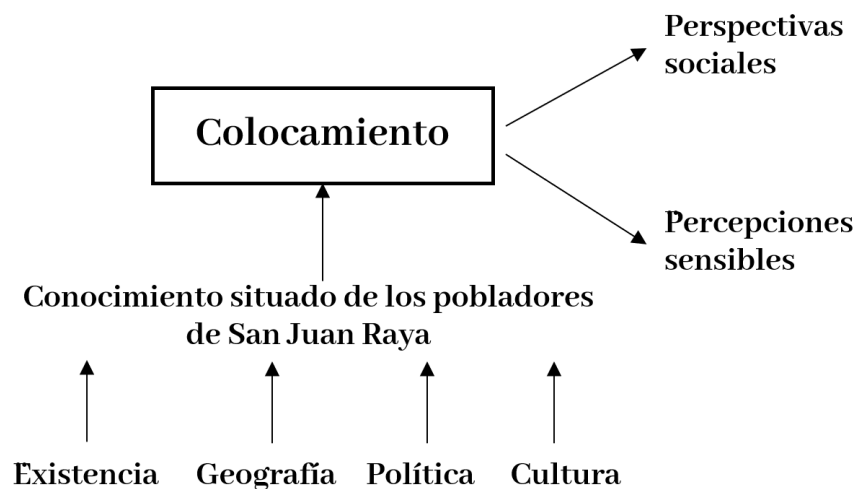 Perspectivas
sociales
Colocamiento
Percepciones
sensibles
Conocimiento situado de los pobladores
de San Juan Raya
Existencia Geografía Política Cultura